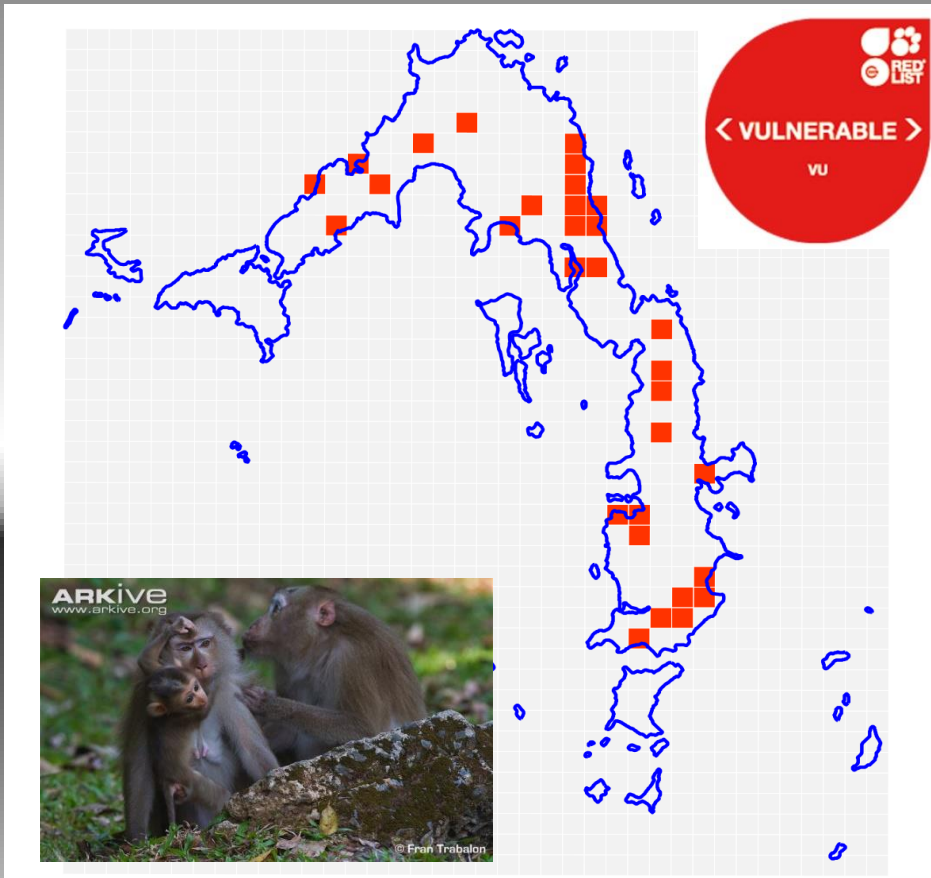 RED
LIST
< VULNERABLE >
VU
ARKive
www.arkive.org
© Fran Trabalon